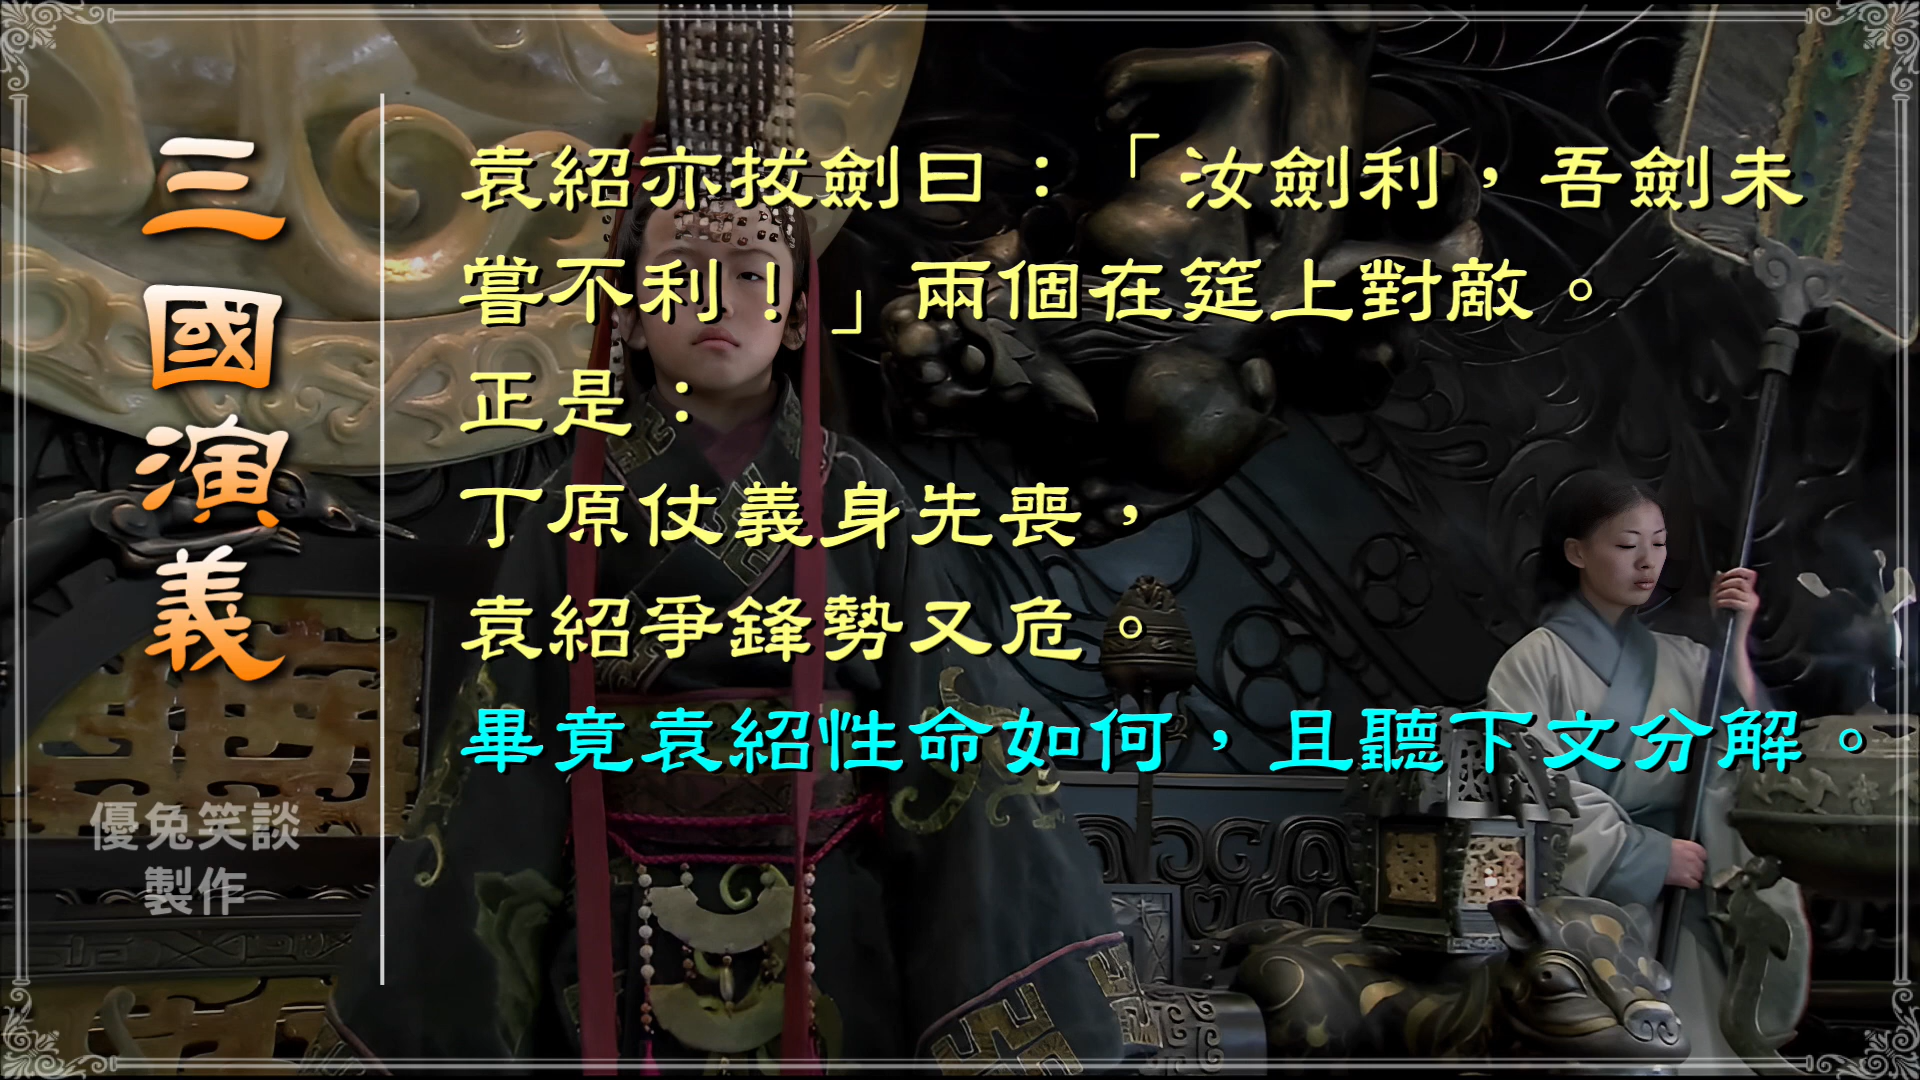 三國演義
優兔笑談
製作
袁紹亦拔劍曰：「汝劍利，吾劍未
嘗不利！」兩個在筵上對敵。
正是：
丁原仗義身先喪，
袁紹爭鋒勢又危。
畢竟袁紹性命如何，且聽下文分解。